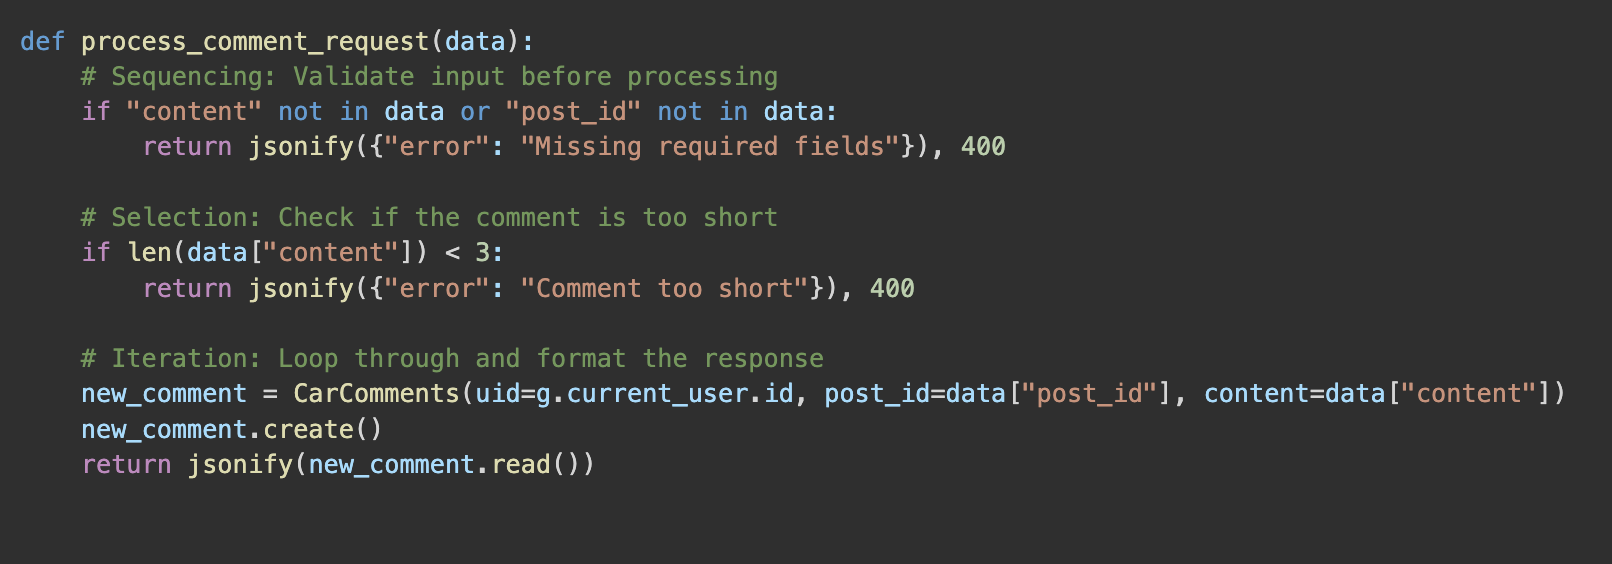 def process_comment_request(data):
    # Sequencing: Validate input before processing
    if "content" not in data or "post_id" not in data:
        return jsonify({"error": "Missing required fields"}), 400

    # Selection: Check if the comment is too short
    if len(data["content"]) < 3:
        return jsonify({"error": "Comment too short"}), 400

    # Iteration: Loop through and format the response
    new_comment = CarComments(uid=g.current_user.id, post_id=data["post_id"], content=data["content"])
    new_comment.create()
    return jsonify(new_comment.read())